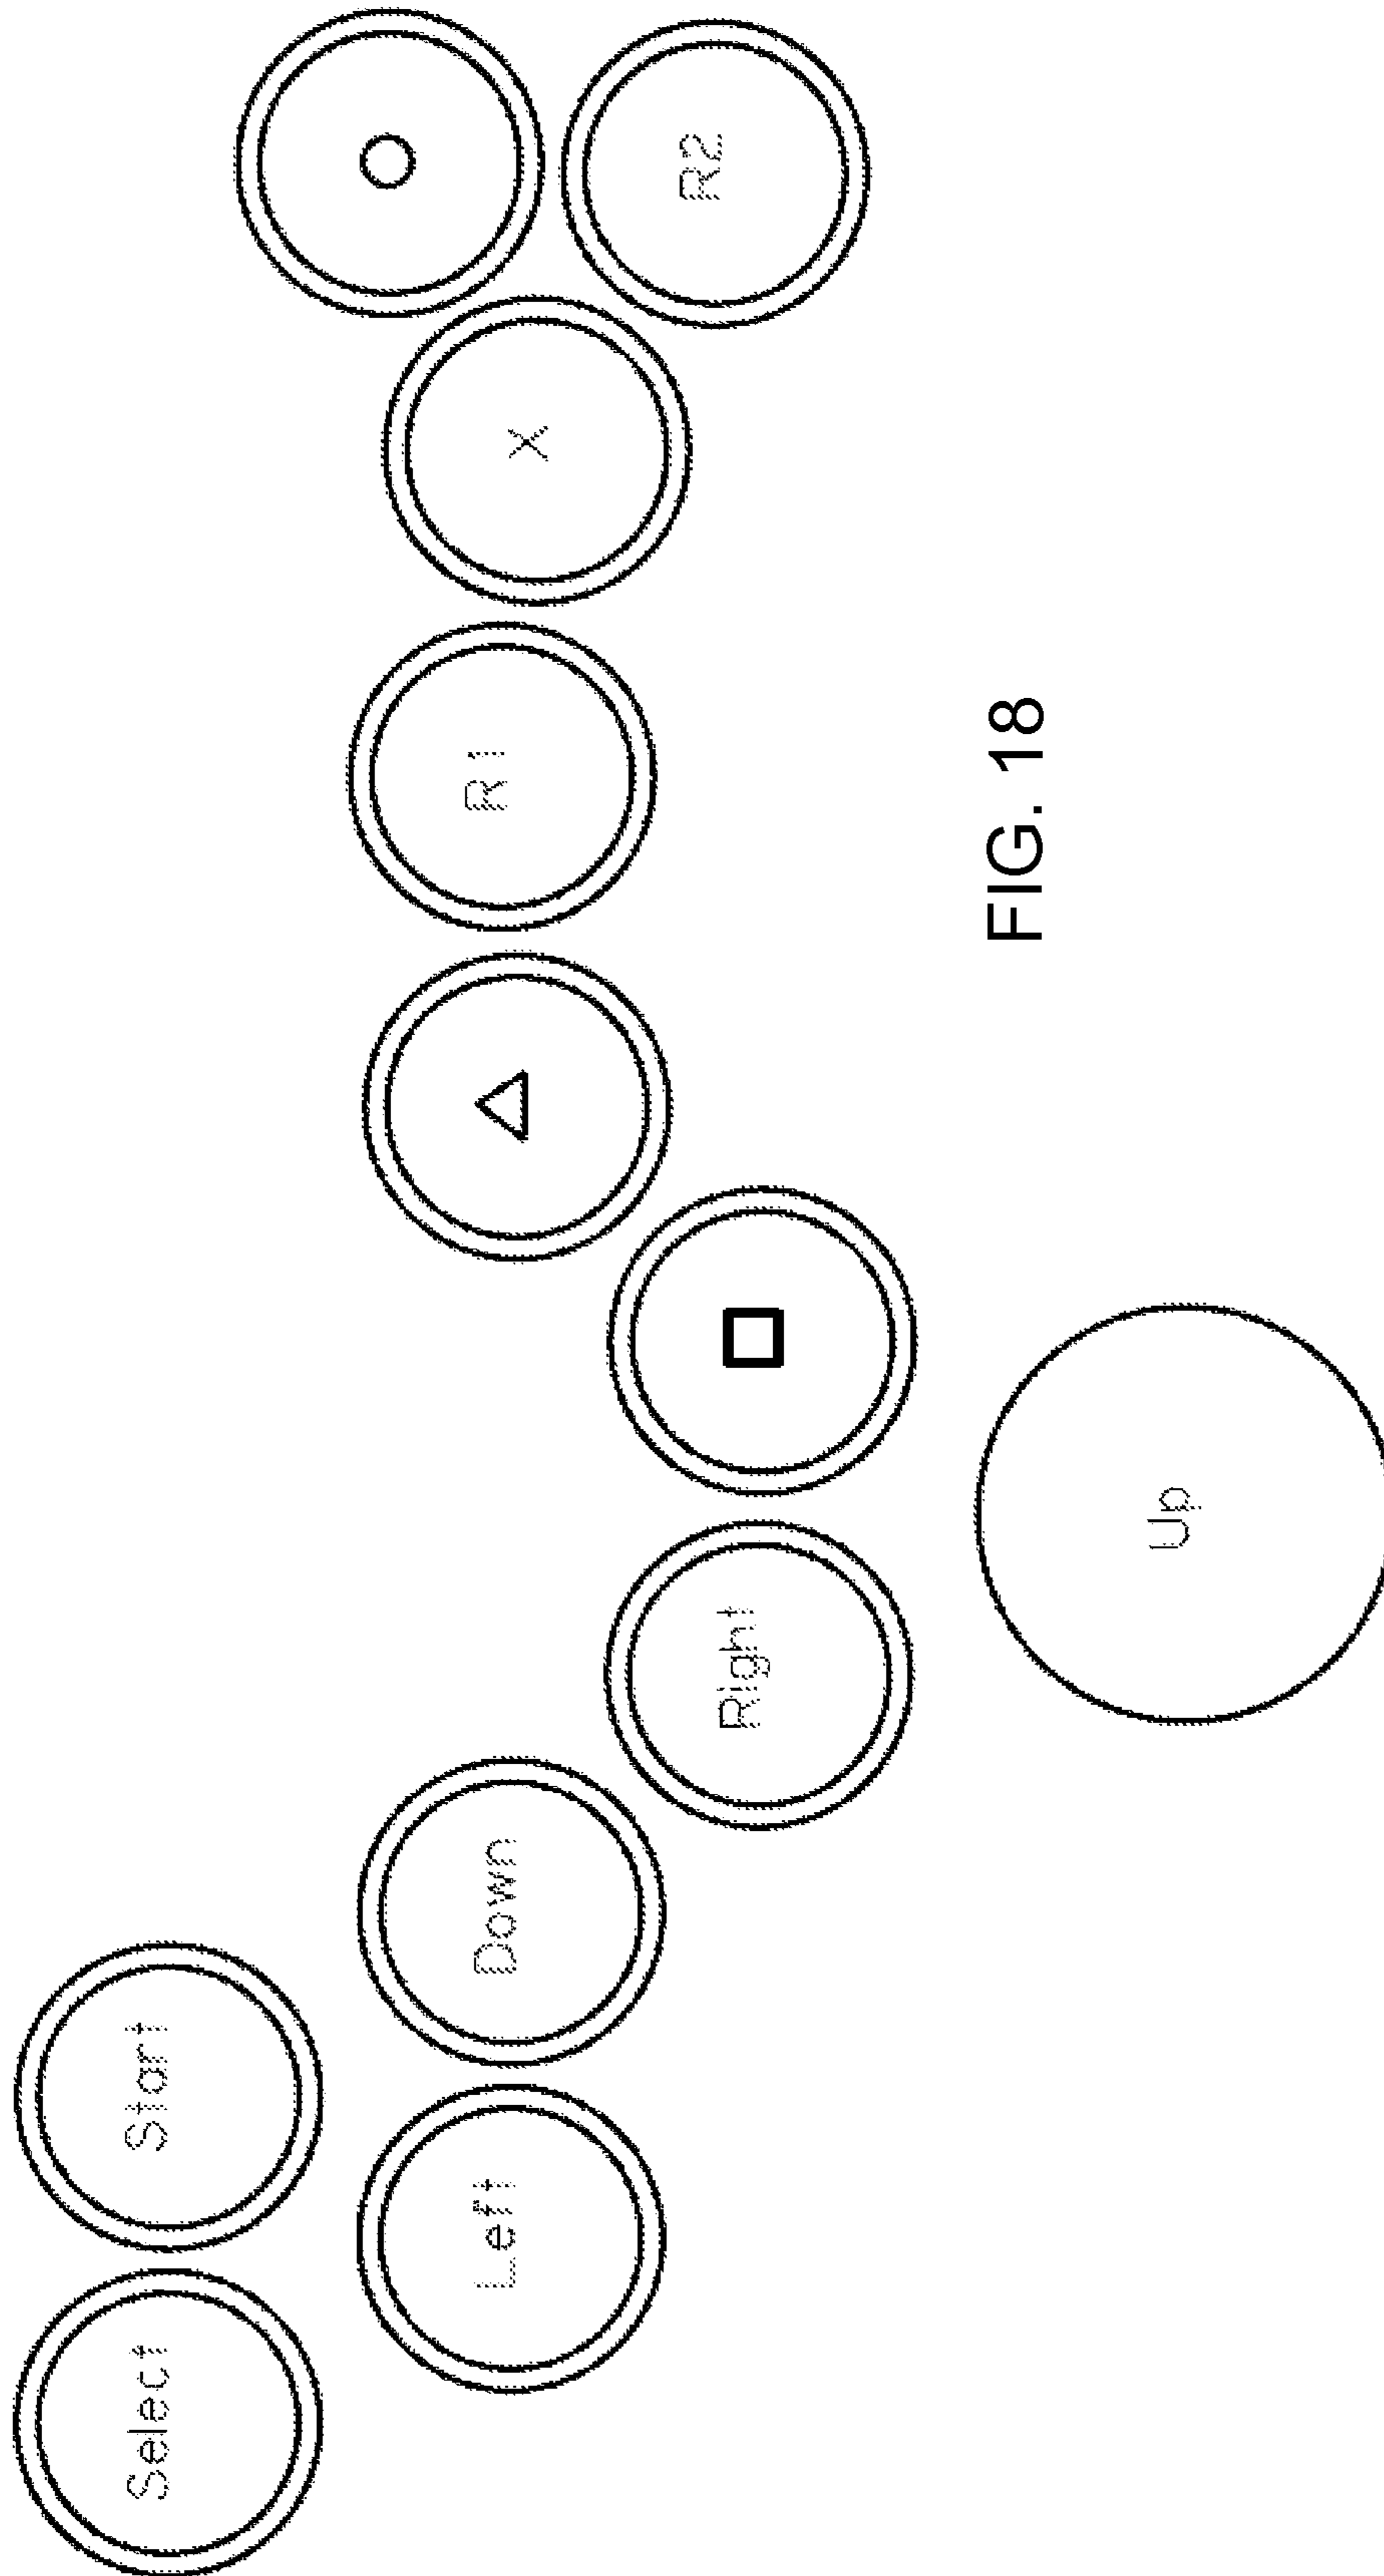 Select
Start
Left
Down
Right
Up
R1
X
R2
FIG. 18